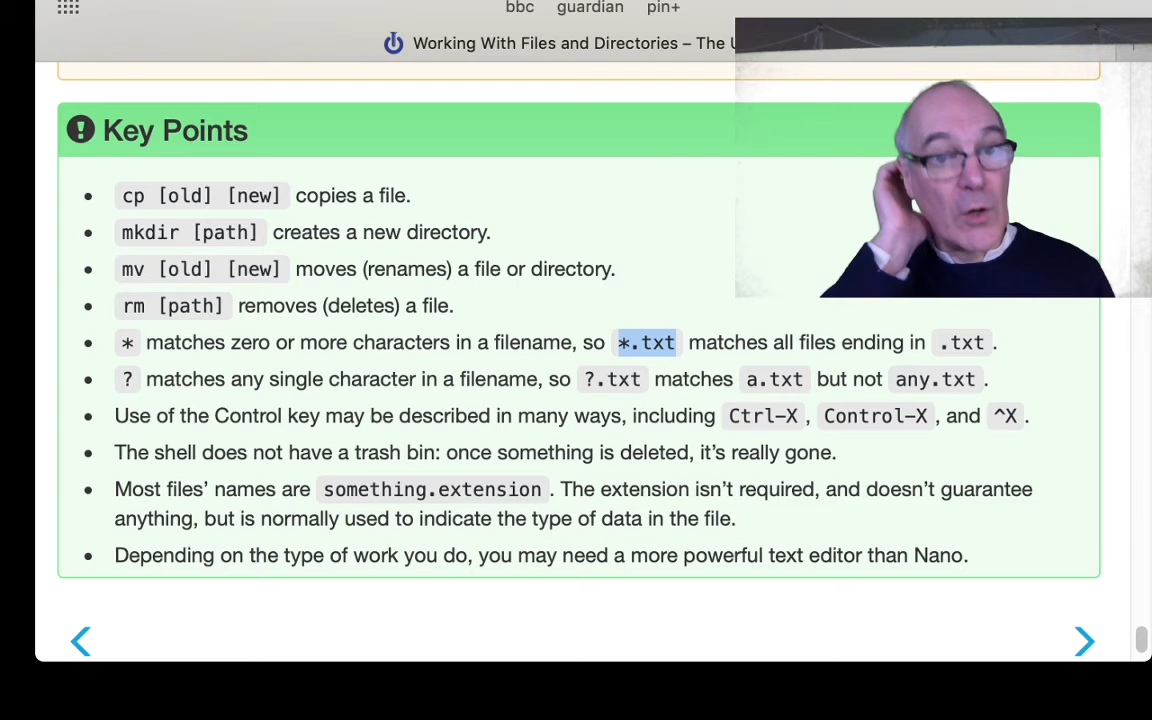 bbc guardian pin+
Working With Files and Directories – The U
Key Points
cp [old] [new] copies a file.
mkdir [path] creates a new directory.
mv [old] [new] moves (renames) a file or directory.
rm [path] removes (deletes) a file.
* matches zero or more characters in a filename, so *.txt matches all files ending in .txt.
? matches any single character in a filename, so ?.txt matches a.txt but not any.txt.
Use of the Control key may be described in many ways, including Ctrl-X, Control-X, and ^X.
The shell does not have a trash bin: once something is deleted, it’s really gone.
Most files’ names are something.extension. The extension isn’t required, and doesn’t guarantee
anything, but is normally used to indicate the type of data in the file.
Depending on the type of work you do, you may need a more powerful text editor than Nano.